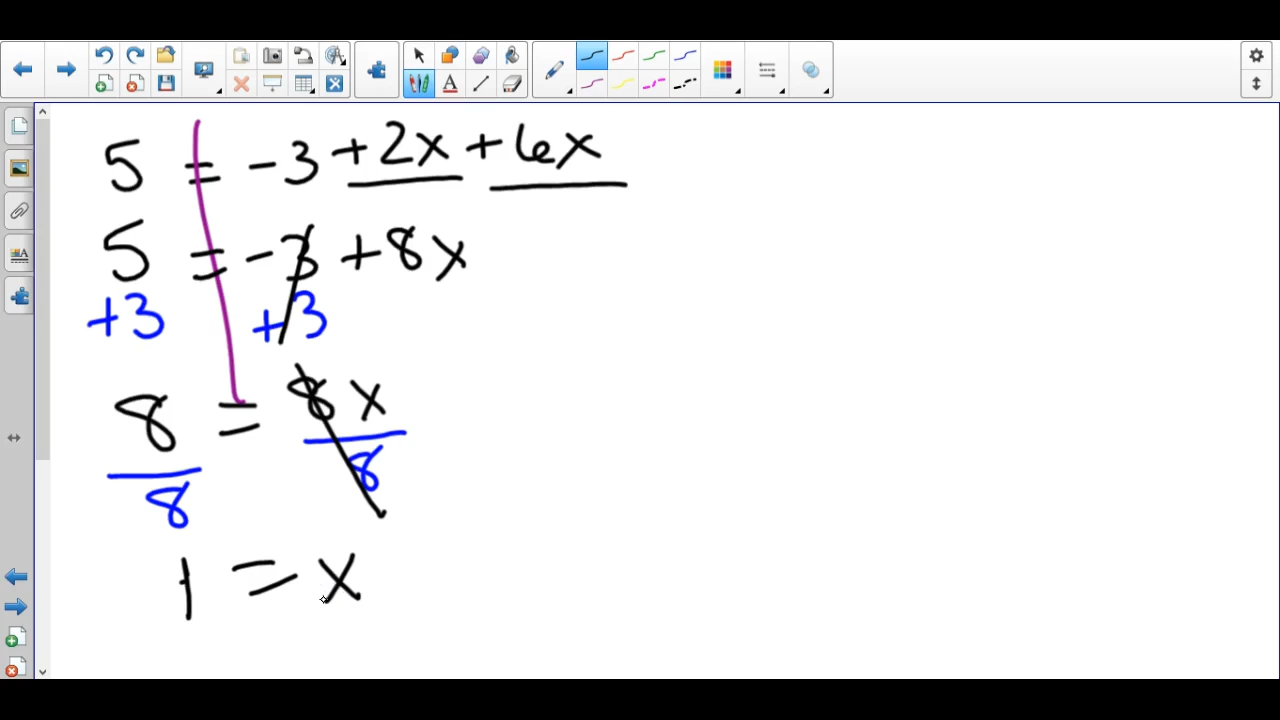 5 = -3 +2x +6x
5 = -3 +8x
+3 +3
8 = 8x
8 8
1 = x